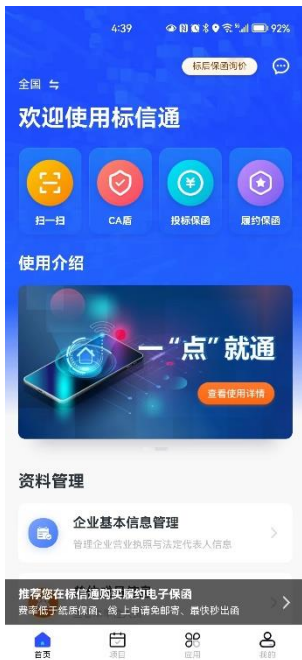 4:39
92%
标后保函询价
全国
欢迎使用标信通
扫一扫
CA盾
投标保函
履约保函
使用介绍
一“点”就通
查看使用详情
资料管理
企业基本信息管理
管理企业营业执照与法定代表人信息
推荐您在标信通购买履约电子保函
费率低于纸质保函、线上申请免邮寄、最快秒出函
首页
项目
应用
我的